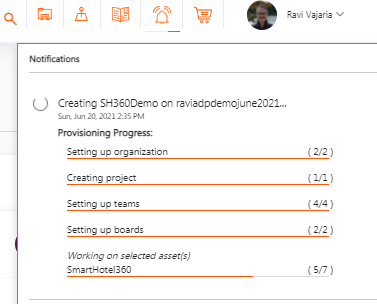 Ravi Vajaria
Notifications
Creating SH360Demo on raviadpdemojune2021...
Sun, Jun 20, 2021 2:35 PM
Provisioning Progress:
Setting up organization ( 2/2 )
Creating project ( 1/1 )
Setting up teams ( 4/4 )
Setting up boards ( 2/2 )
Working on selected asset(s)
SmartHotel360 ( 5/7 )